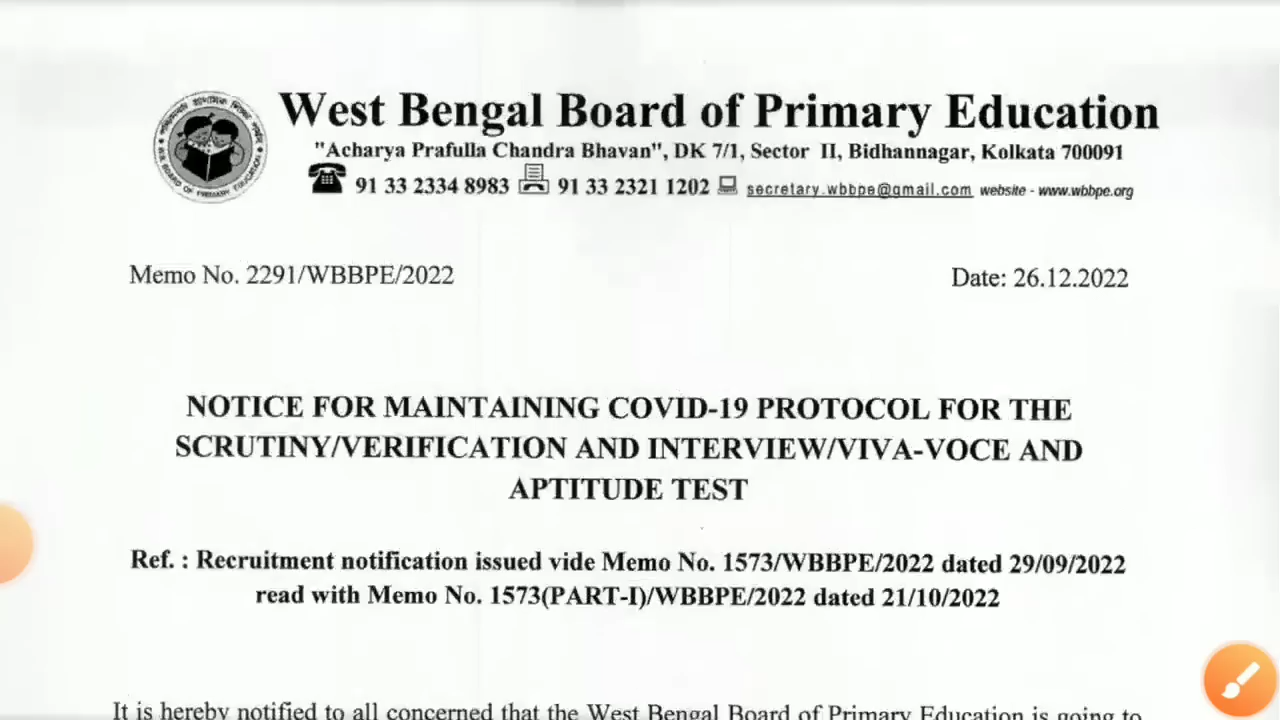 West Bengal Board of Primary Education
"Acharya Prafulla Chandra Bhavan", DK 7/1, Sector II, Bidhannagar, Kolkata 700091
91 33 2334 8983 91 33 2321 1202 secretary.wbbpe@gmail.com website - www.wbbpe.org
Memo No. 2291/WBBPE/2022 Date: 26.12.2022
NOTICE FOR MAINTAINING COVID-19 PROTOCOL FOR THE
SCRUTINY/VERIFICATION AND INTERVIEW/VIVA-VOCE AND
APTITUDE TEST
Ref. : Recruitment notification issued vide Memo No. 1573/WBBPE/2022 dated 29/09/2022
read with Memo No. 1573(PART-I)/WBBPE/2022 dated 21/10/2022
It is hereby notified to all concerned that the West Bengal Board of Primary Education is going to